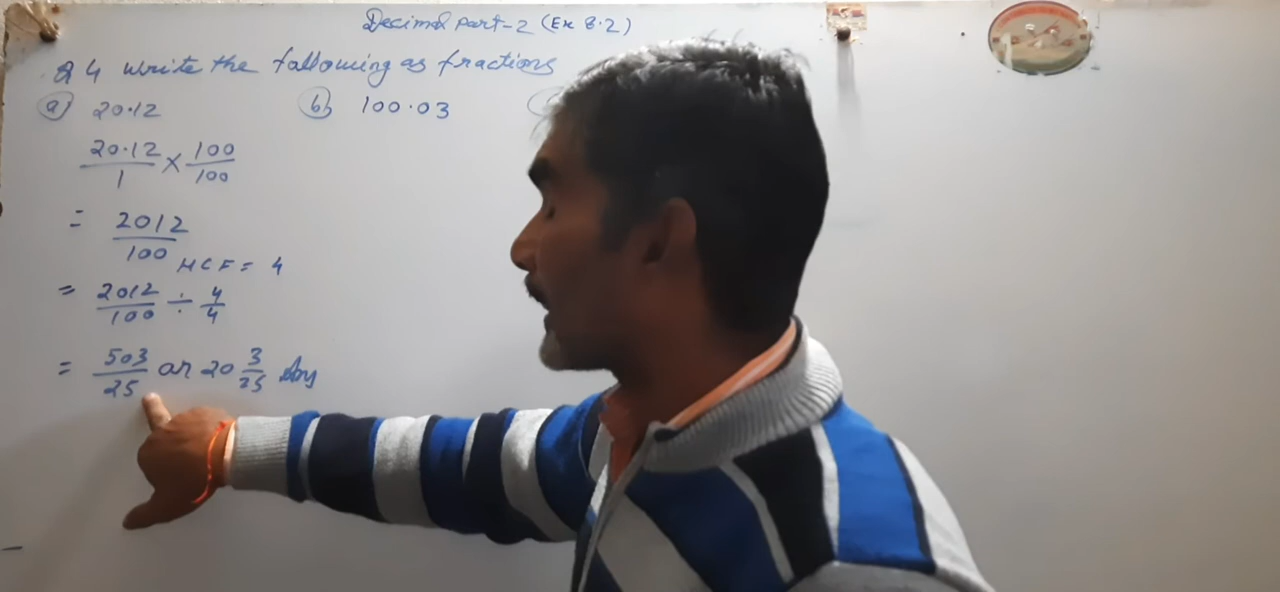 Decimal Part-2 (Ex 8.2)
Q4 Write the following as fractions
(a) 20.12 (b) 100.03
20.12/1 × 100/100
= 2012/100
HCF = 4
= 2012/100 ÷ 4/4
= 503/25 or 20 3/25 Ans